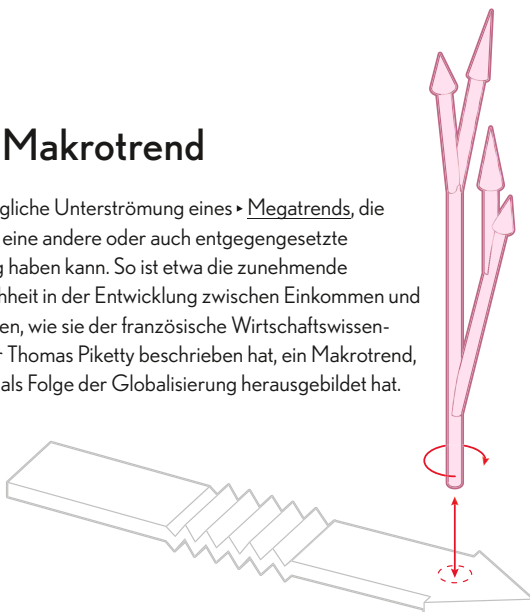 Makrotrend
gliche Unterströmung eines ▸ Megatrends, die
eine andere oder auch entgegengesetzte
g haben kann. So ist etwa die zunehmende
hheit in der Entwicklung zwischen Einkommen und
en, wie sie der französische Wirtschaftswissen-
r Thomas Piketty beschrieben hat, ein Makrotrend,
als Folge der Globalisierung herausgebildet hat.